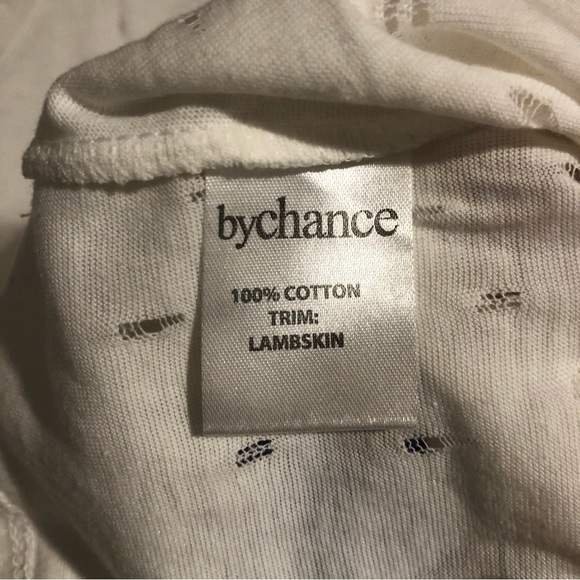 bychance
100% COTTON
TRIM:
LAMBSKIN